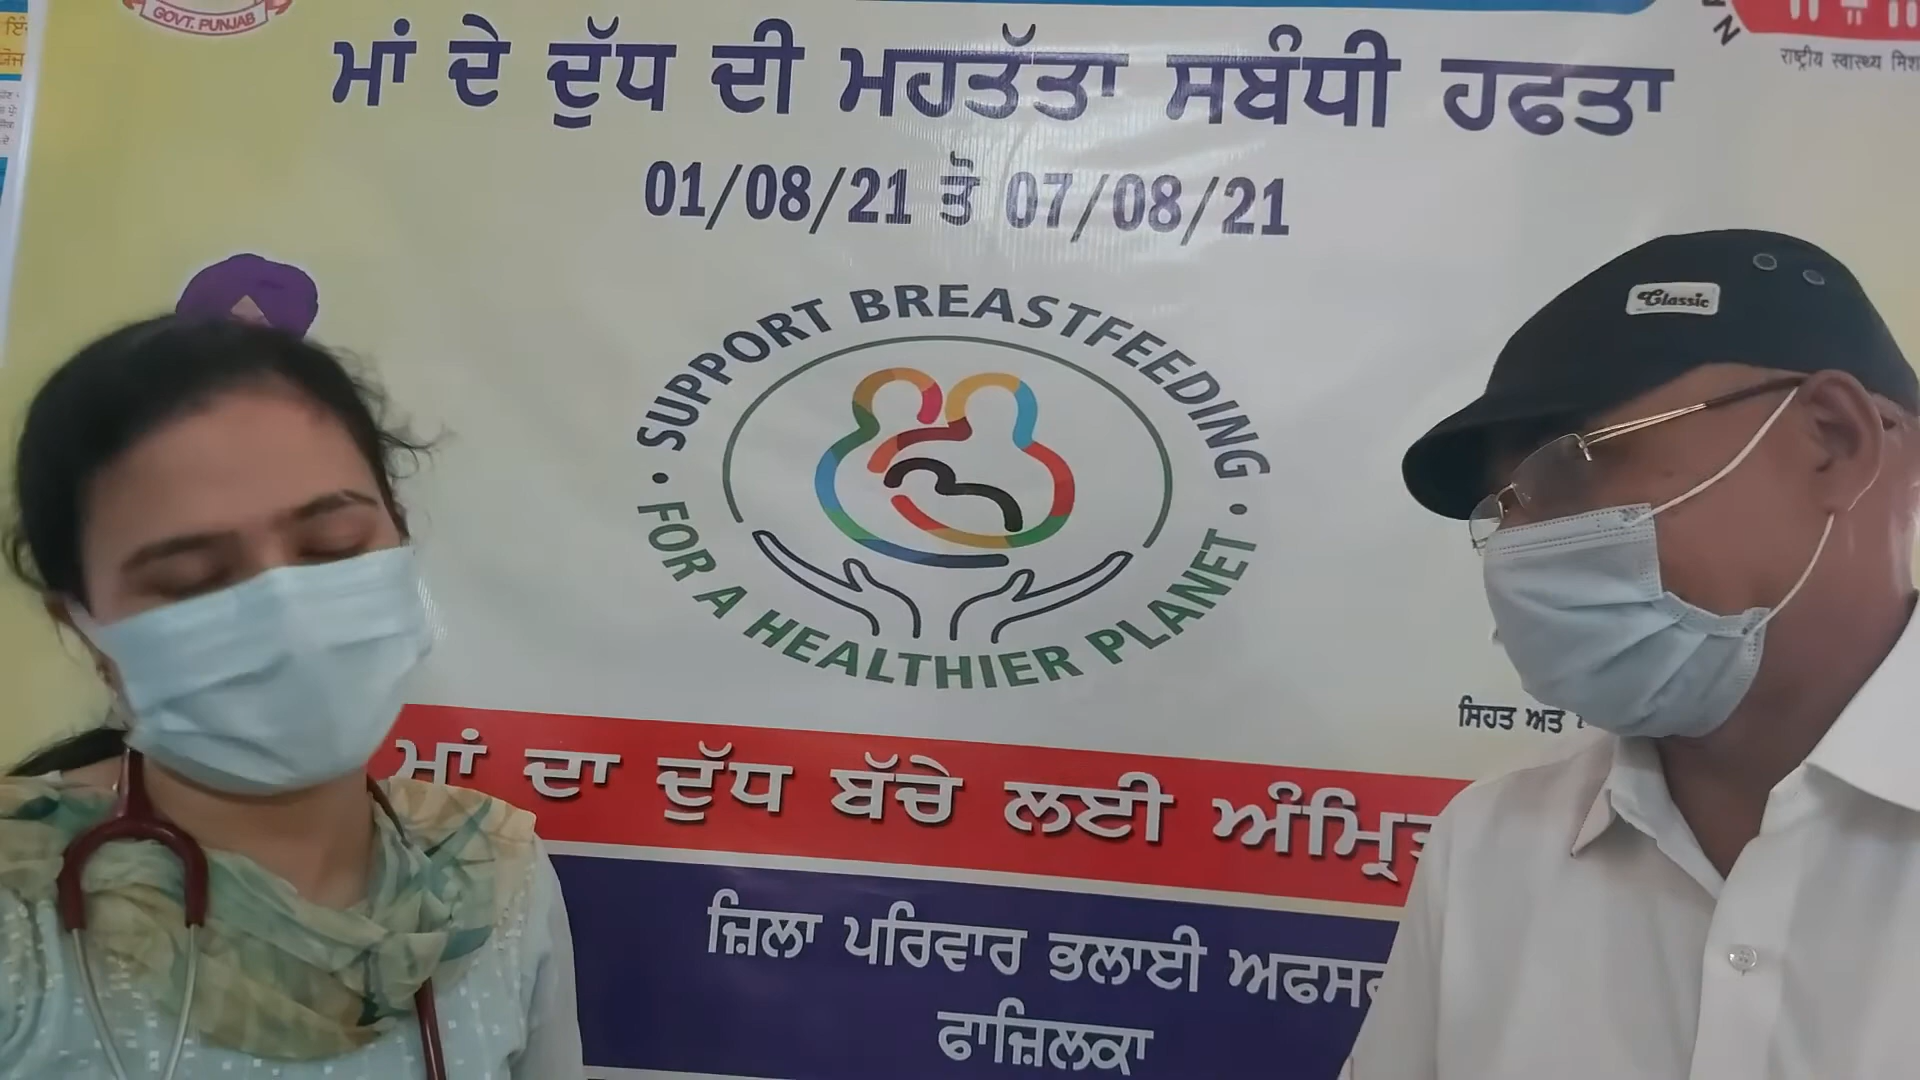 GOVT. PUNJAB
ਮਾਂ ਦੇ ਦੁੱਧ ਦੀ ਮਹਤੱਤਾ ਸਬੰਧੀ ਹਫਤਾ
राष्ट्रीय स्वास्थ्य मिश
01/08/21 ਤੋਂ 07/08/21
Classic
SUPPORT BREASTFEEDING
FOR A HEALTHIER PLANET
ਸਿਹਤ ਅਤੇ
ਮਾਂ ਦਾ ਦੁੱਧ ਬੱਚੇ ਲਈ ਅੰਮ੍ਰਿਤ
ਜ਼ਿਲਾ ਪਰਿਵਾਰ ਭਲਾਈ ਅਫਸਰ
ਫਾਜ਼ਿਲਕਾ